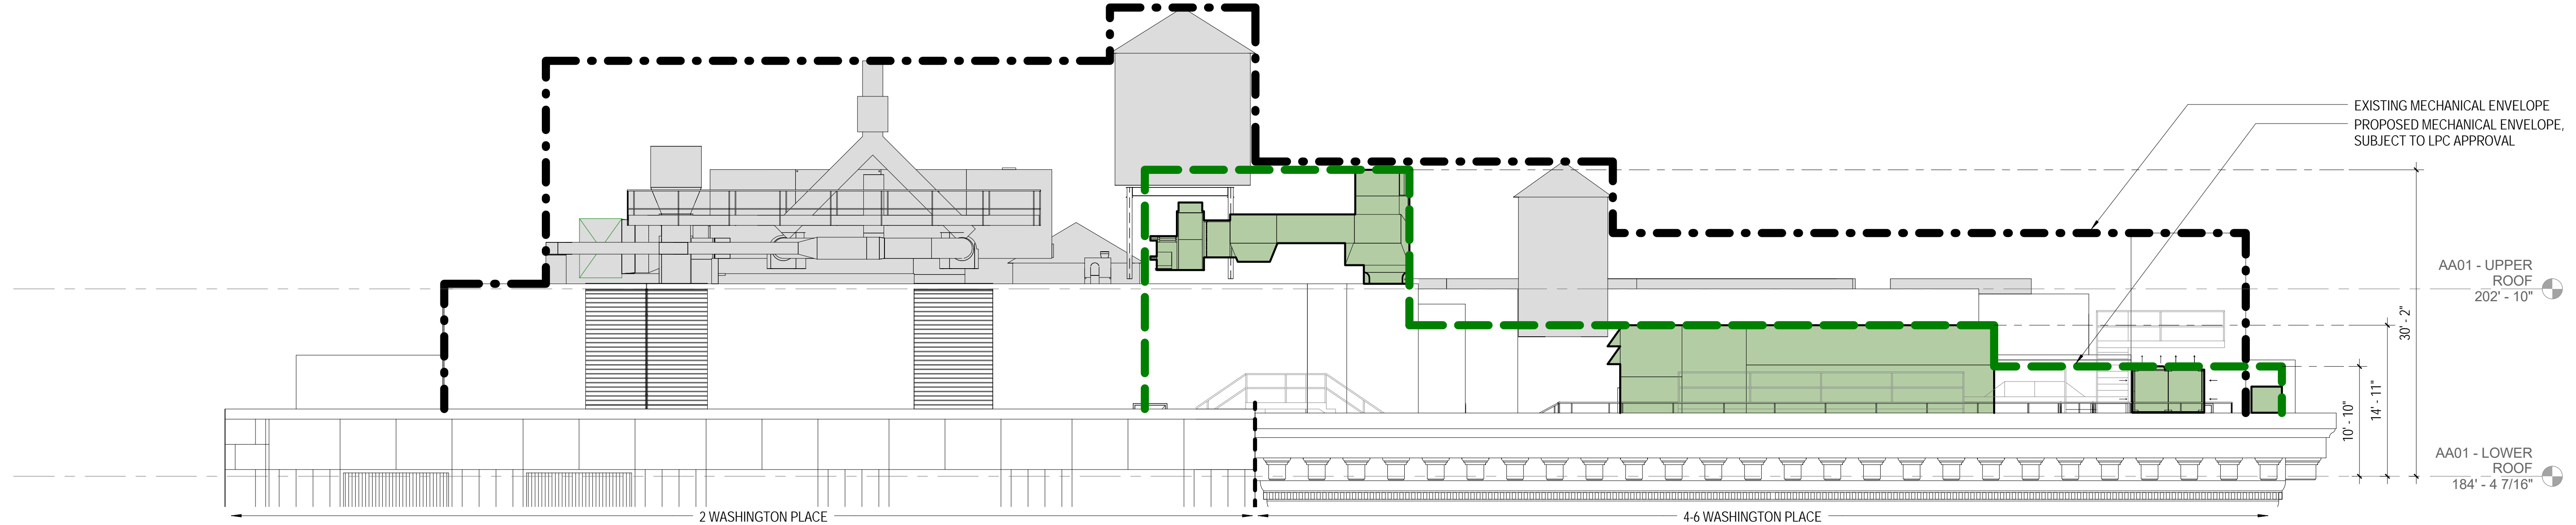 EXISTING MECHANICAL ENVELOPE
PROPOSED MECHANICAL ENVELOPE,
SUBJECT TO LPC APPROVAL
AA01 - UPPER
ROOF
202' - 10"
30' - 2"
14' - 11"
10' - 10"
AA01 - LOWER
ROOF
184' - 4 7/16"
2 WASHINGTON PLACE
4-6 WASHINGTON PLACE